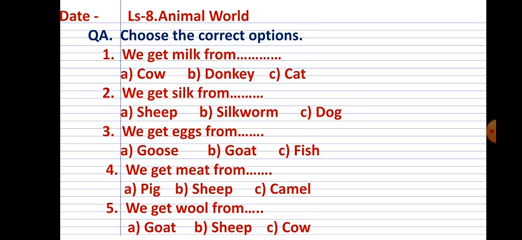 Date - Ls-8.Animal World
QA. Choose the correct options.
1. We get milk from…………
a) Cow b) Donkey c) Cat
2. We get silk from………
a) Sheep b) Silkworm c) Dog
3. We get eggs from…….
a) Goose b) Goat c) Fish
4. We get meat from…….
a) Pig b) Sheep c) Camel
5. We get wool from…..
a) Goat b) Sheep c) Cow